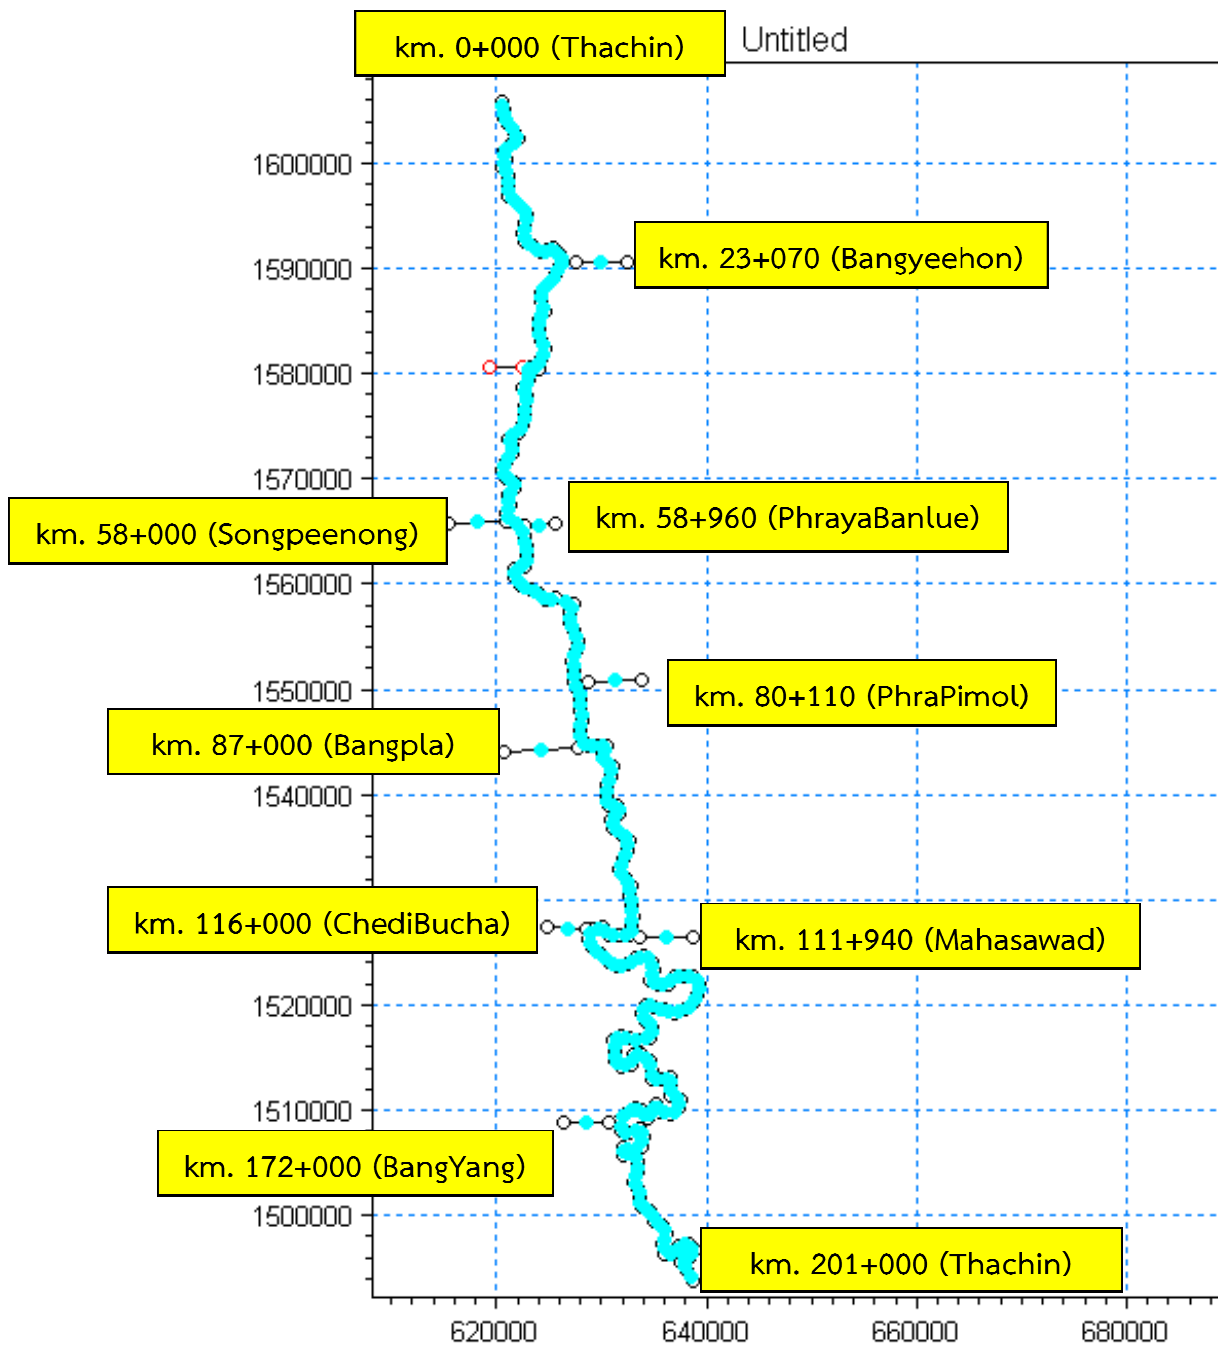 km. 0+000 (Thachin)
Untitled
1600000
km. 23+070 (Bangyeehon)
1590000
1580000
1570000
km. 58+000 (Songpeenong)
km. 58+960 (PhrayaBanlue)
1560000
1550000
km. 80+110 (PhraPimol)
km. 87+000 (Bangpla)
1540000
km. 116+000 (ChediBucha)
km. 111+940 (Mahasawad)
1520000
1510000
km. 172+000 (BangYang)
1500000
km. 201+000 (Thachin)
620000
640000
660000
680000